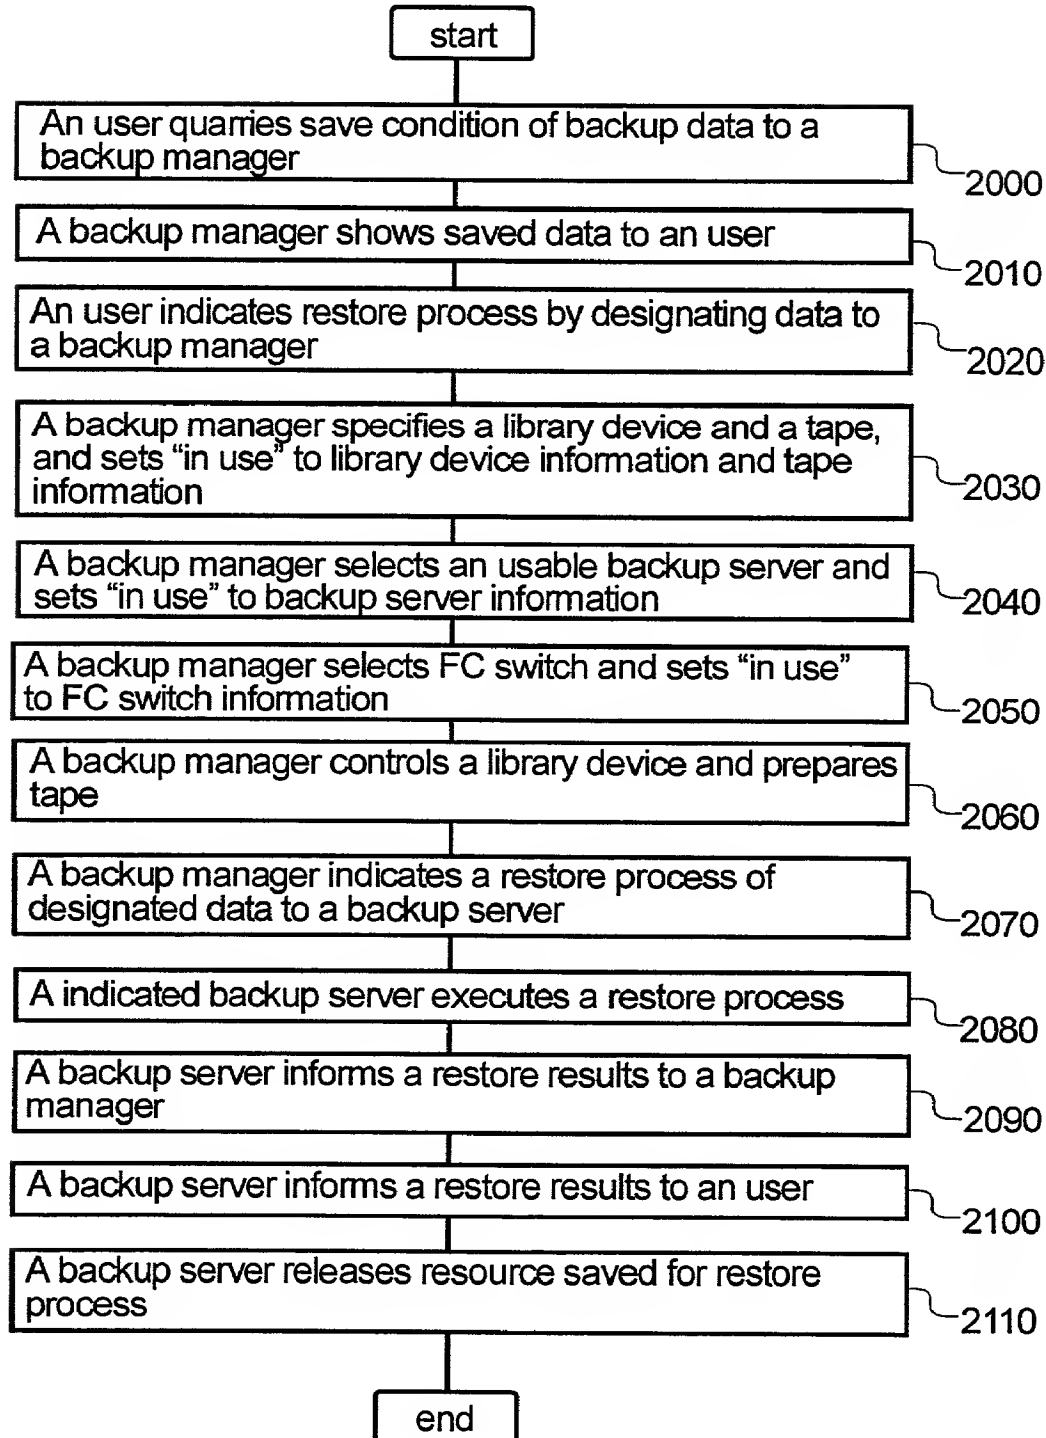 start
An user quarries save condition of backup data to a
backup manager
2000
A backup manager shows saved data to an user
2010
An user indicates restore process by designating data to
a backup manager
2020
A backup manager specifies a library device and a tape,
and sets “in use” to library device information and tape
information
2030
A backup manager selects an usable backup server and
sets “in use” to backup server information
2040
A backup manager selects FC switch and sets “in use”
to FC switch information
2050
A backup manager controls a library device and prepares
tape
2060
A backup manager indicates a restore process of
designated data to a backup server
2070
A indicated backup server executes a restore process
2080
A backup server informs a restore results to a backup
manager
2090
A backup server informs a restore results to an user
2100
A backup server releases resource saved for restore
process
2110
end